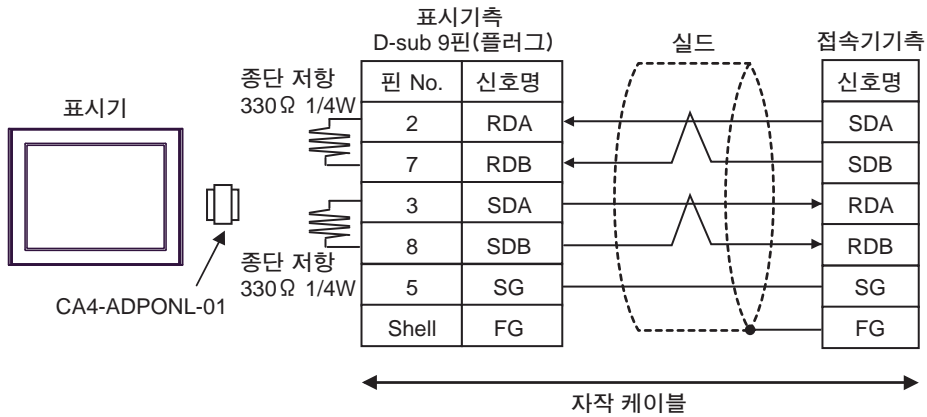 표시기측
D-sub 9핀(플러그)
실드
접속기기측
표시기
종단 저항
330Ω 1/4W
핀 No. 신호명 신호명
2 RDA SDA
7 RDB SDB
3 SDA RDA
8 SDB RDB
종단 저항
330Ω 1/4W
5 SG SG
CA4-ADPONL-01
Shell FG FG
자작 케이블